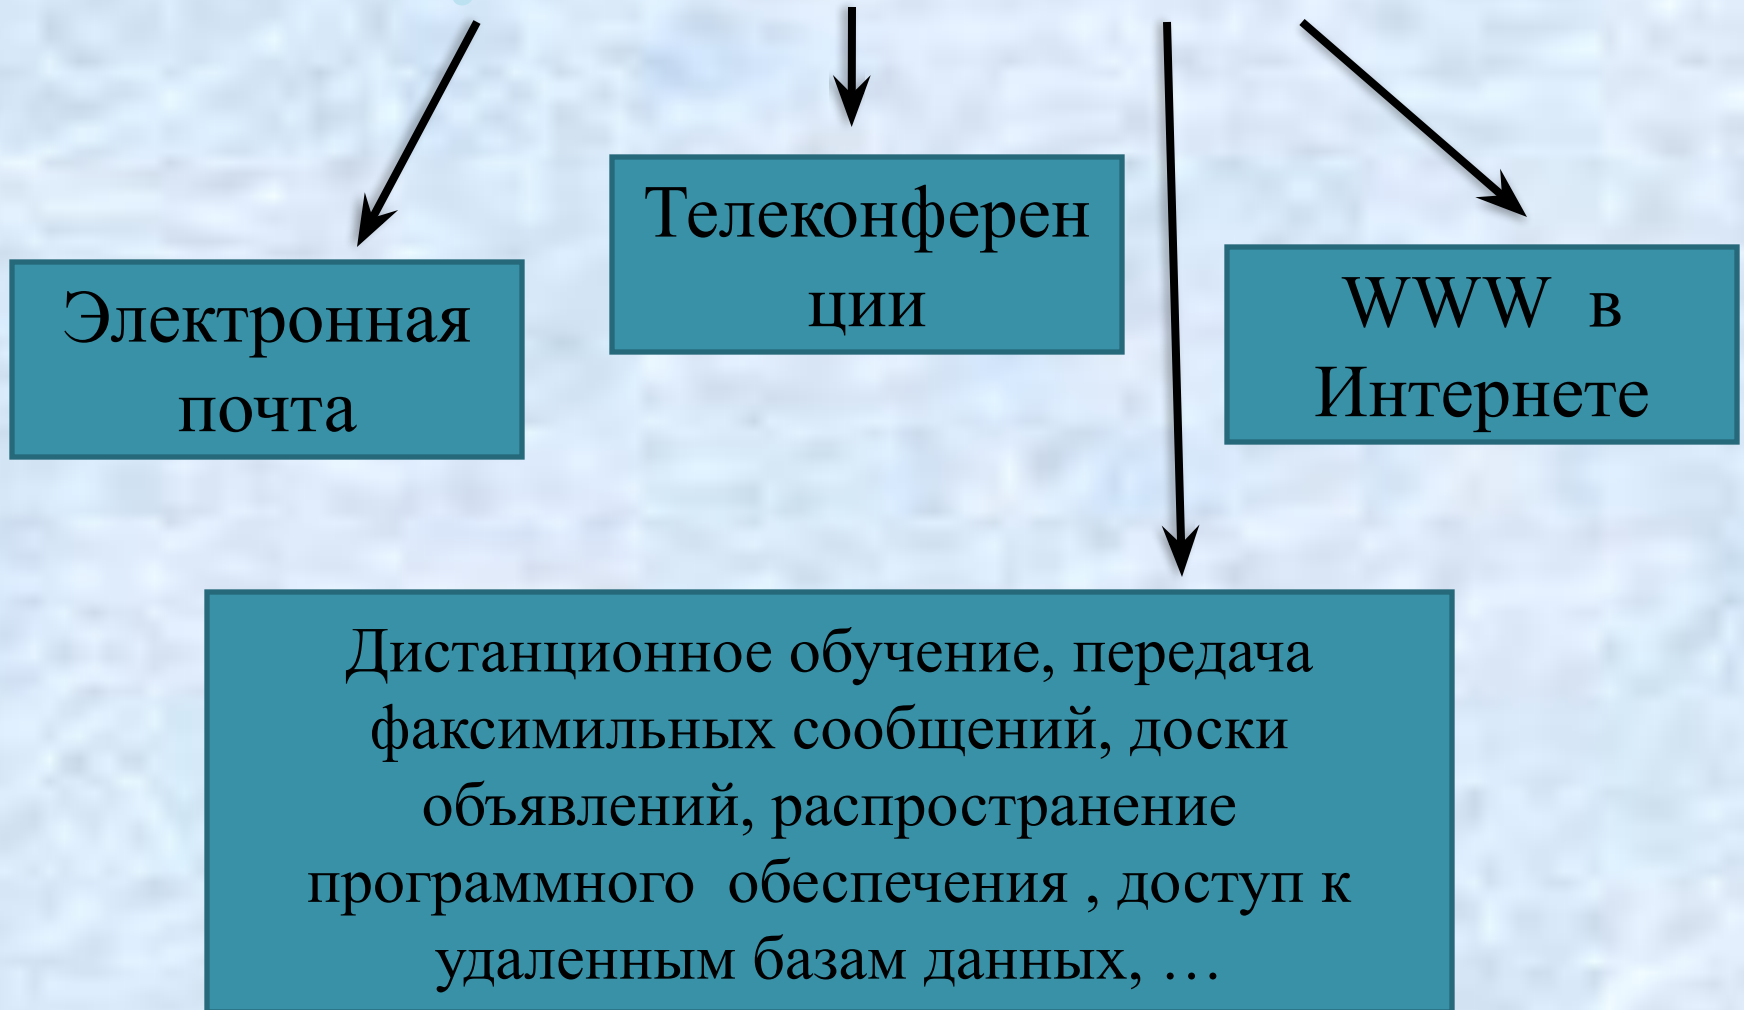 Телеконферен
ции
Электронная
почта
WWW в
Интернете
Дистанционное обучение, передача
факсимильных сообщений, доски
объявлений, распространение
программного обеспечения , доступ к
удаленным базам данных, …